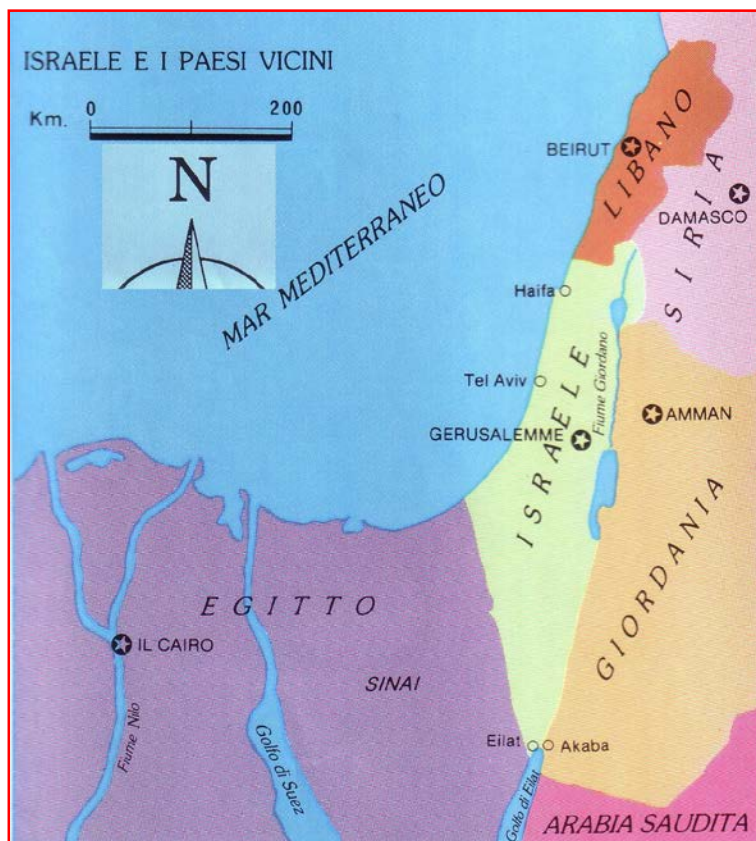 ISRAELE E I PAESI VICINI
Km. 0 200
N
MAR MEDITERRANEO
BEIRUT
LIBANO
SIRIA
DAMASCO
Haifa
Tel Aviv
ISRAELE
Fiume Giordano
AMMAN
GERUSALEMME
GIORDANIA
EGITTO
IL CAIRO
SINAI
Fiume Nilo
Golfo di Suez
Eilat
Akaba
Golfo di Eilat
ARABIA SAUDITA